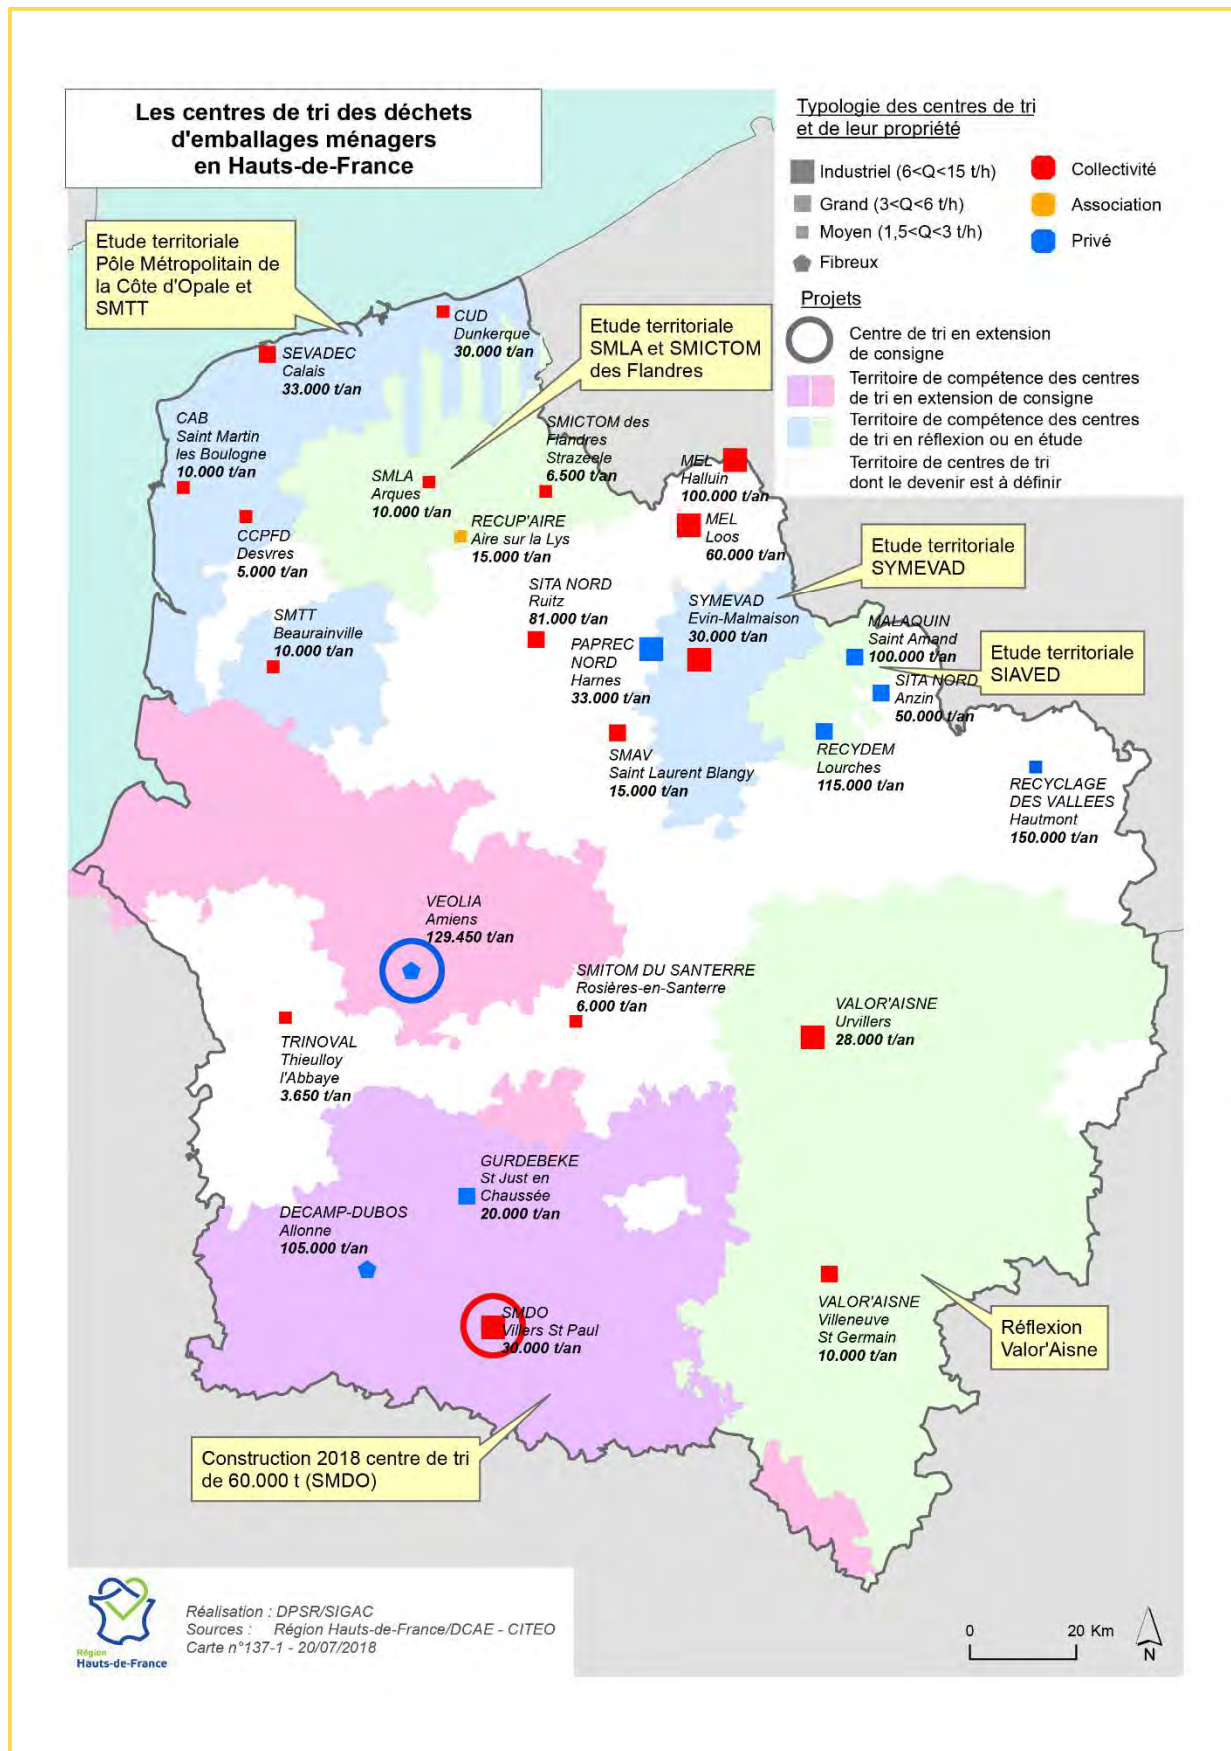 Les centres de tri des déchets
d'emballages ménagers
en Hauts-de-France
Typologie des centres de tri
et de leur propriété
Industriel (6<Q<15 t/h)
Grand (3<Q<6 t/h)
Moyen (1,5<Q<3 t/h)
Fibreux
Collectivité
Association
Privé
Projets
Centre de tri en extension
de consigne
Territoire de compétence des centres
de tri en extension de consigne
Territoire de compétence des centres
de tri en réflexion ou en étude
Territoire de centres de tri
dont le devenir est à définir
Etude territoriale
Pôle Métropolitain de
la Côte d'Opale et
SMTT
CUD
Dunkerque
30.000 t/an
Etude territoriale
SMLA et SMICTOM
des Flandres
SEVADEC
Calais
33.000 t/an
CAB
Saint Martin
les Boulogne
10.000 t/an
SMICTOM des
Flandres
Strazeele
6.500 t/an
SMLA
Arques
10.000 t/an
MEL
Halluin
100.000 t/an
CCPFD
Desvres
5.000 t/an
RECUP'AIRE
Aire sur la Lys
15.000 t/an
MEL
Loos
60.000 t/an
Etude territoriale
SYMEVAD
SITA NORD
Ruitz
81.000 t/an
SYMEVAD
Evin-Malmaison
30.000 t/an
SMTT
Beaurainville
10.000 t/an
PAPREC
NORD
Harnes
33.000 t/an
MALAQUIN
Saint Amand
100.000 t/an
Etude territoriale
SIAVED
SITA NORD
Anzin
50.000 t/an
SMAV
Saint Laurent Blangy
15.000 t/an
RECYDEM
Lourches
115.000 t/an
RECYCLAGE
DES VALLEES
Hautmont
150.000 t/an
VEOLIA
Amiens
129.450 t/an
SMITOM DU SANTERRE
Rosières-en-Santerre
6.000 t/an
VALOR'AISNE
Urvillers
28.000 t/an
TRINOVAL
Thieulloy
l'Abbaye
3.650 t/an
GURDEBEKE
St Just en
Chaussée
20.000 t/an
DECAMP-DUBOS
Allonne
105.000 t/an
SMDO
Villers St Paul
30.000 t/an
VALOR'AISNE
Villeneuve
St Germain
10.000 t/an
Réflexion
Valor'Aisne
Construction 2018 centre de tri
de 60.000 t (SMDO)
Région
Hauts-de-France
Réalisation : DPSR/SIGAC
Sources : Région Hauts-de-France/DCAE - CITEO
Carte n°137-1 - 20/07/2018
0 20 Km
N